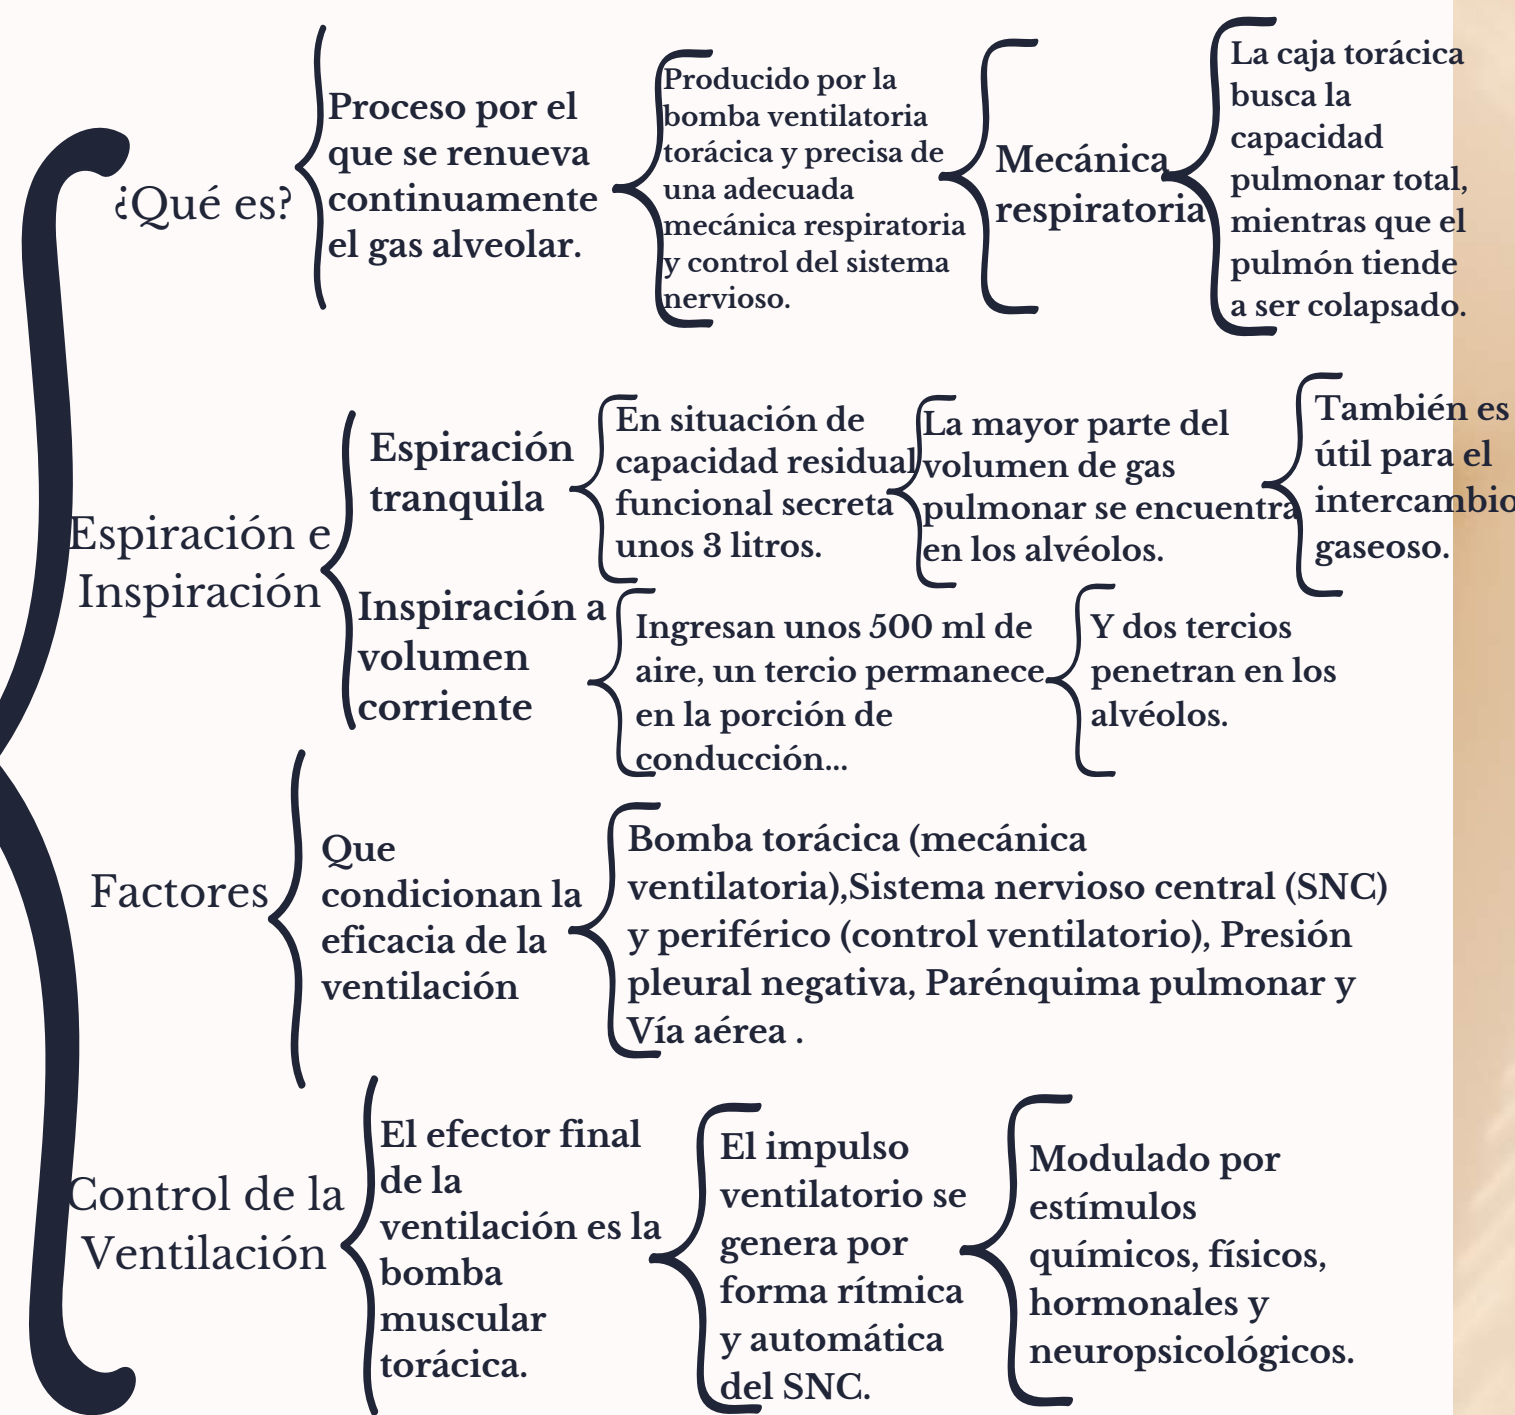 ¿Qué es?
Proceso por el
que se renueva
continuamente
el gas alveolar.
Producido por la
bomba ventilatoria
torácica y precisa de
una adecuada
mecánica respiratoria
y control del sistema
nervioso.
Mecánica
respiratoria
La caja torácica
busca la
capacidad
pulmonar total,
mientras que el
pulmón tiende
a ser colapsado.
Espiración e
Inspiración
Espiración
tranquila
En situación de
capacidad residual
funcional secreta
unos 3 litros.
La mayor parte del
volumen de gas
pulmonar se encuentra
en los alvéolos.
También es
útil para el
intercambio
gaseoso.
Inspiración a
volumen
corriente
Ingresan unos 500 ml de
aire, un tercio permanece
en la porción de
conducción...
Y dos tercios
penetran en los
alvéolos.
Factores
Que
condicionan la
eficacia de la
ventilación
Bomba torácica (mecánica
ventilatoria),Sistema nervioso central (SNC)
y periférico (control ventilatorio), Presión
pleural negativa, Parénquima pulmonar y
Vía aérea .
Control de la
Ventilación
El efector final
de la
ventilación es la
bomba
muscular
torácica.
El impulso
ventilatorio se
genera por
forma rítmica
y automática
del SNC.
Modulado por
estímulos
químicos, físicos,
hormonales y
neuropsicológicos.